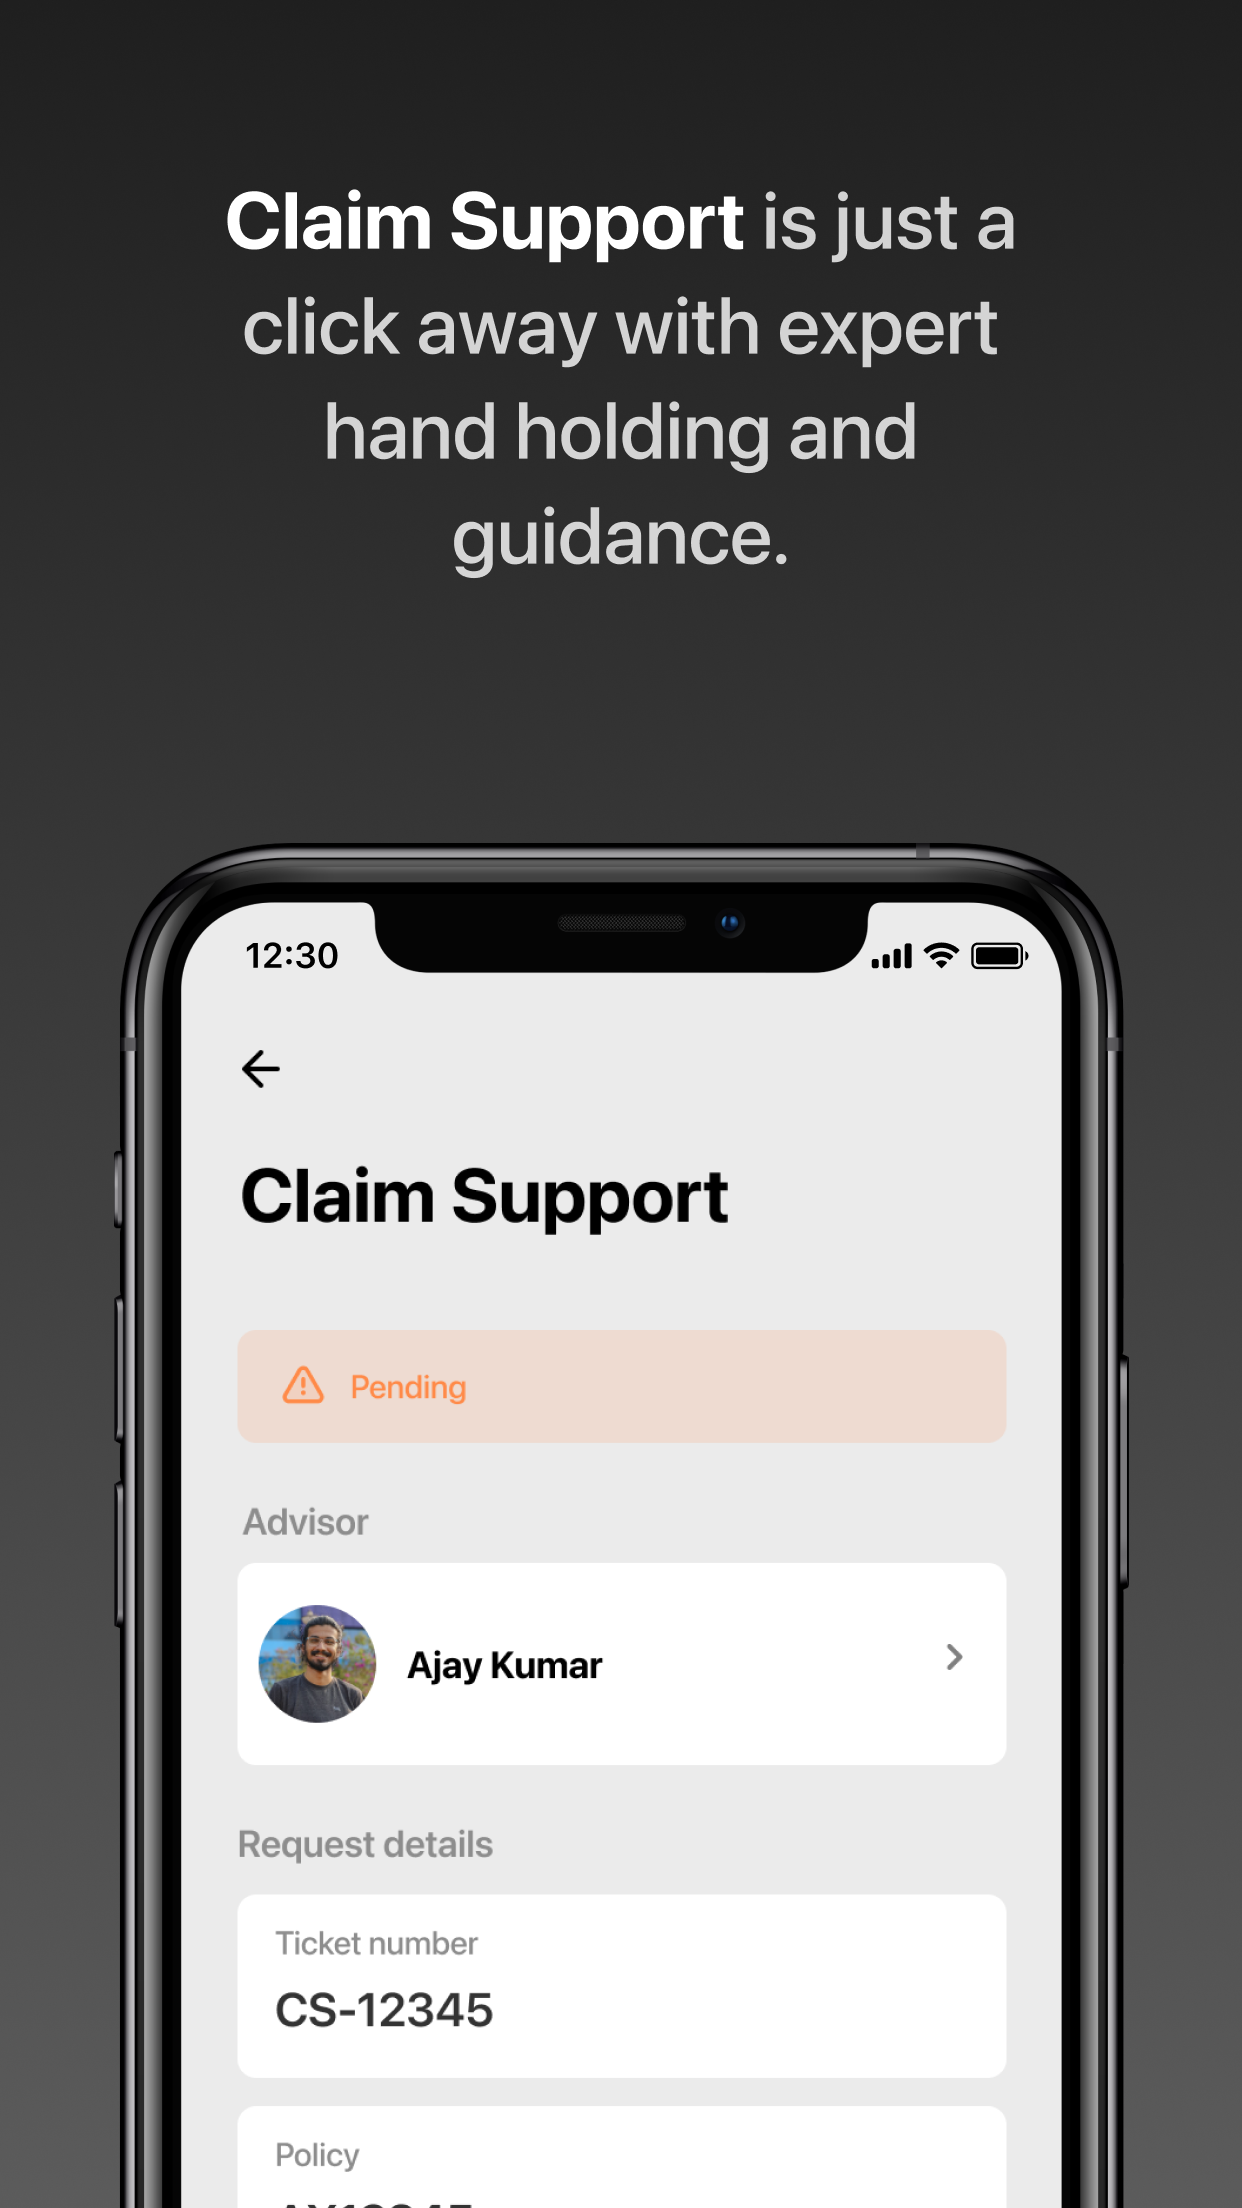 Claim Support is just a
click away with expert
hand holding and
guidance.
12:30
Claim Support
Pending
Advisor
Ajay Kumar
Request details
Ticket number
CS-12345
Policy